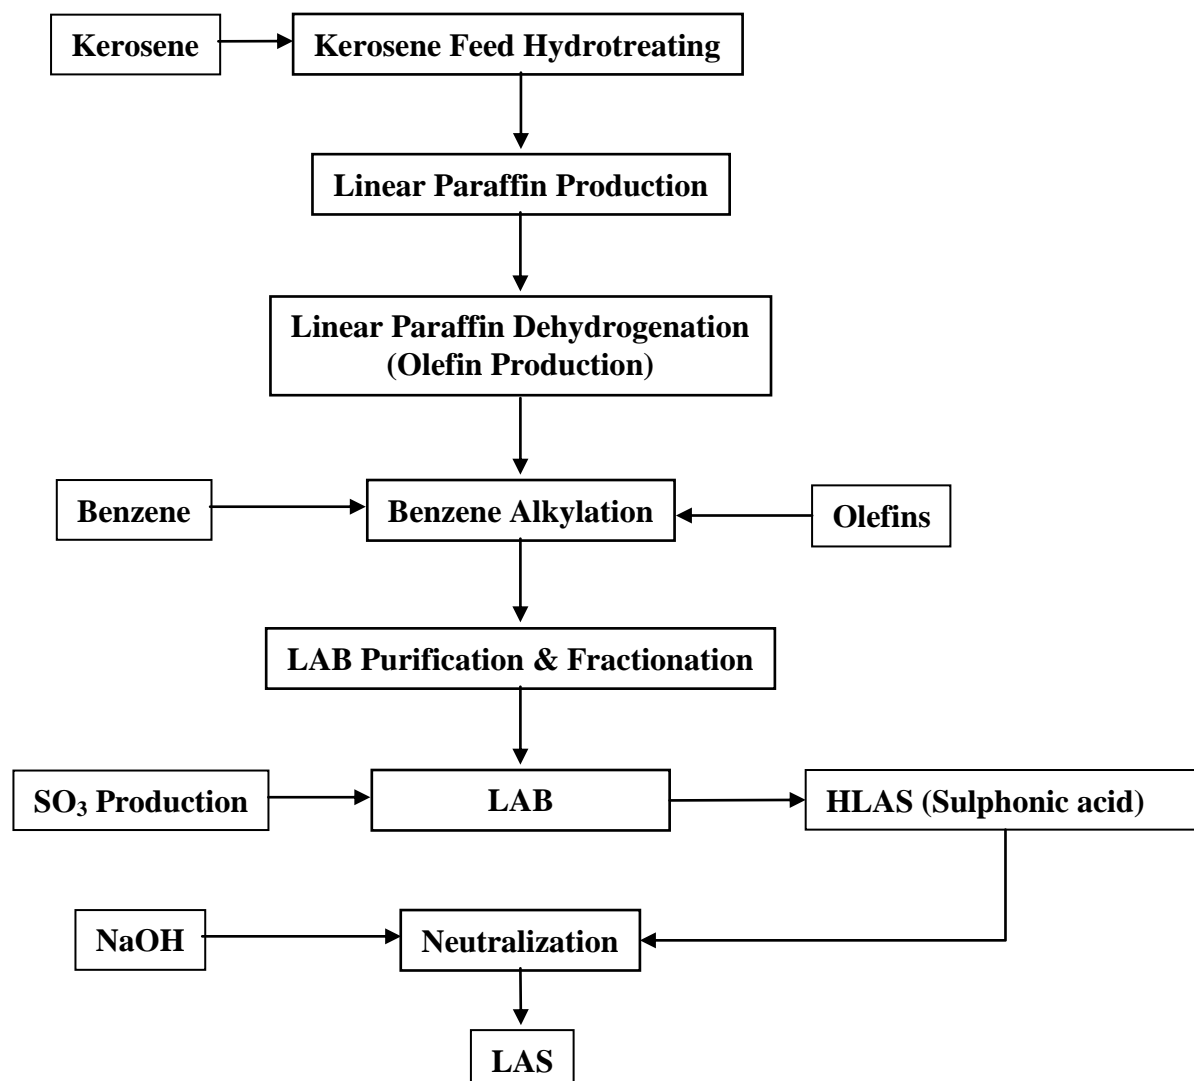 Kerosene
Kerosene Feed Hydrotreating
Linear Paraffin Production
Linear Paraffin Dehydrogenation
(Olefin Production)
Benzene
Benzene Alkylation
Olefins
LAB Purification & Fractionation
SO₃ Production
LAB
HLAS (Sulphonic acid)
NaOH
Neutralization
LAS